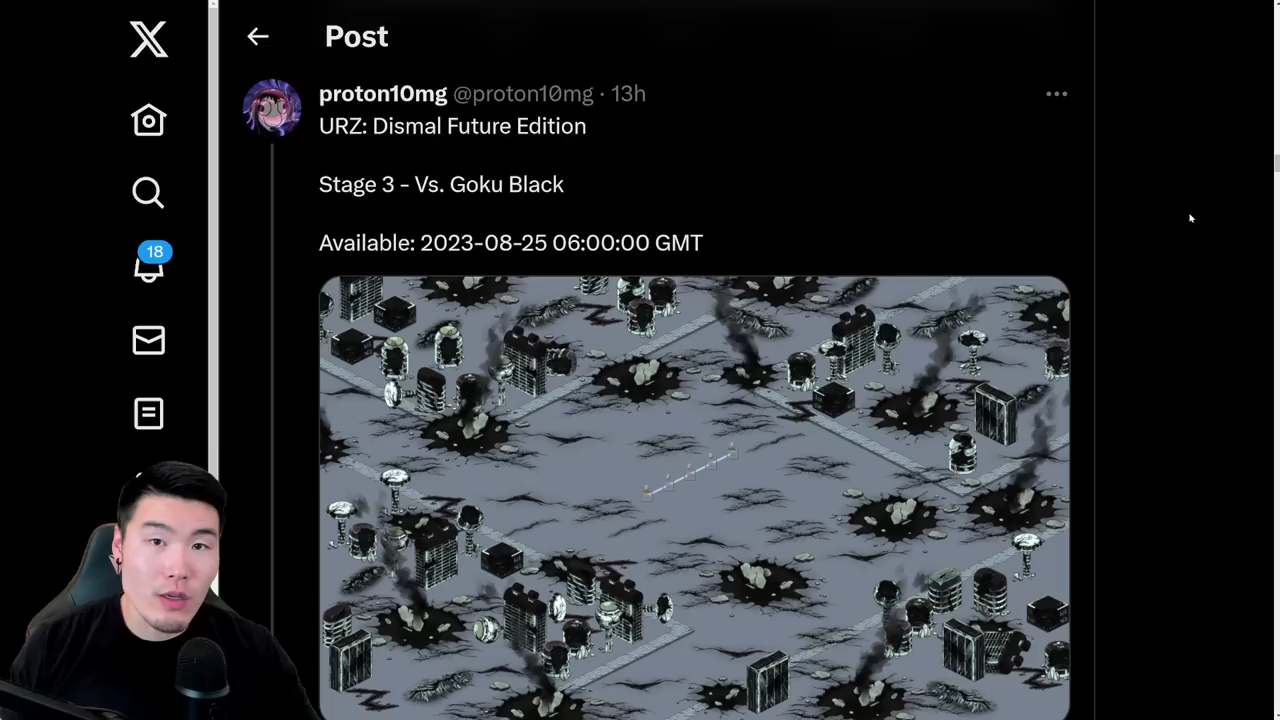 Post
proton10mg @proton10mg · 13h
URZ: Dismal Future Edition
Stage 3 - Vs. Goku Black
Available: 2023-08-25 06:00:00 GMT
18